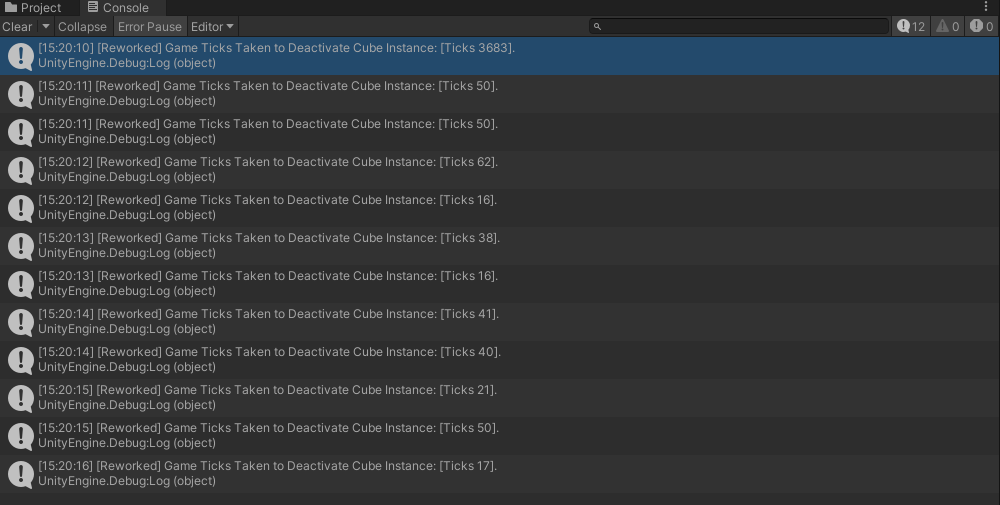 Project
Console
Clear
Collapse
Error Pause
Editor
12
0
0
[15:20:10] [Reworked] Game Ticks Taken to Deactivate Cube Instance: [Ticks 3683].
UnityEngine.Debug:Log (object)
[15:20:11] [Reworked] Game Ticks Taken to Deactivate Cube Instance: [Ticks 50].
UnityEngine.Debug:Log (object)
[15:20:11] [Reworked] Game Ticks Taken to Deactivate Cube Instance: [Ticks 50].
UnityEngine.Debug:Log (object)
[15:20:12] [Reworked] Game Ticks Taken to Deactivate Cube Instance: [Ticks 62].
UnityEngine.Debug:Log (object)
[15:20:12] [Reworked] Game Ticks Taken to Deactivate Cube Instance: [Ticks 16].
UnityEngine.Debug:Log (object)
[15:20:13] [Reworked] Game Ticks Taken to Deactivate Cube Instance: [Ticks 38].
UnityEngine.Debug:Log (object)
[15:20:13] [Reworked] Game Ticks Taken to Deactivate Cube Instance: [Ticks 16].
UnityEngine.Debug:Log (object)
[15:20:14] [Reworked] Game Ticks Taken to Deactivate Cube Instance: [Ticks 41].
UnityEngine.Debug:Log (object)
[15:20:14] [Reworked] Game Ticks Taken to Deactivate Cube Instance: [Ticks 40].
UnityEngine.Debug:Log (object)
[15:20:15] [Reworked] Game Ticks Taken to Deactivate Cube Instance: [Ticks 21].
UnityEngine.Debug:Log (object)
[15:20:15] [Reworked] Game Ticks Taken to Deactivate Cube Instance: [Ticks 50].
UnityEngine.Debug:Log (object)
[15:20:16] [Reworked] Game Ticks Taken to Deactivate Cube Instance: [Ticks 17].
UnityEngine.Debug:Log (object)